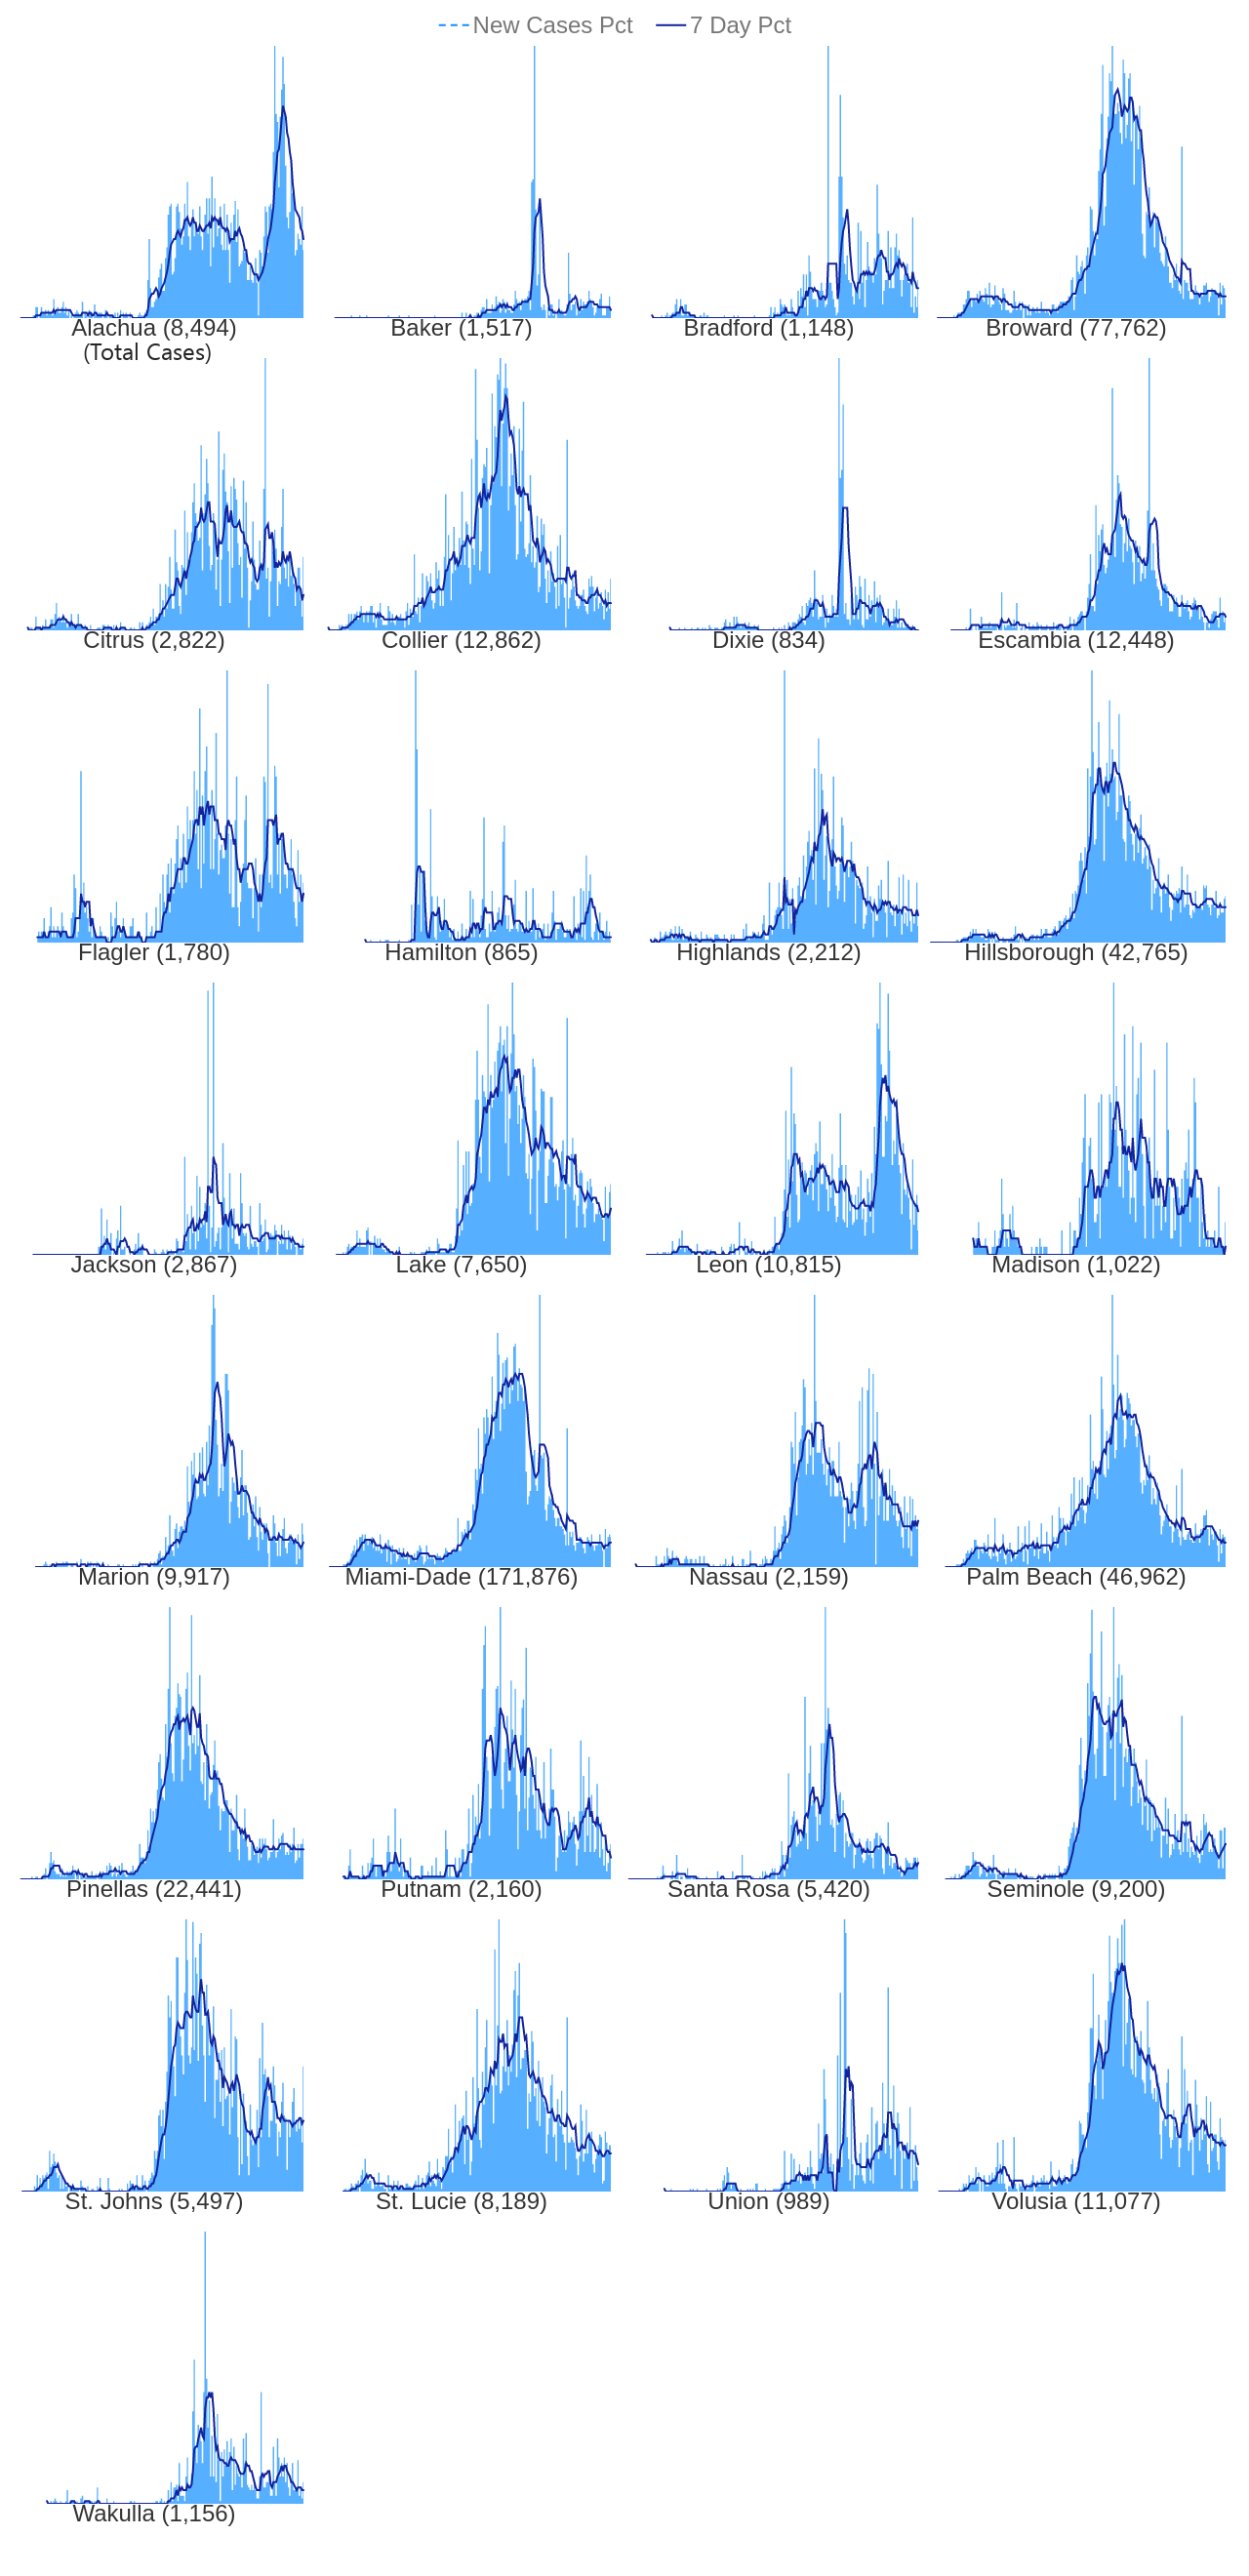 New Cases Pct 7 Day Pct
Alachua (8,494) Baker (1,517) Bradford (1,148) Broward (77,762)
(Total Cases)
Citrus (2,822) Collier (12,862) Dixie (834) Escambia (12,448)
Flagler (1,780) Hamilton (865) Highlands (2,212) Hillsborough (42,765)
Jackson (2,867) Lake (7,650) Leon (10,815) Madison (1,022)
Marion (9,917) Miami-Dade (171,876) Nassau (2,159) Palm Beach (46,962)
Pinellas (22,441) Putnam (2,160) Santa Rosa (5,420) Seminole (9,200)
St. Johns (5,497) St. Lucie (8,189) Union (989) Volusia (11,077)
Wakulla (1,156)